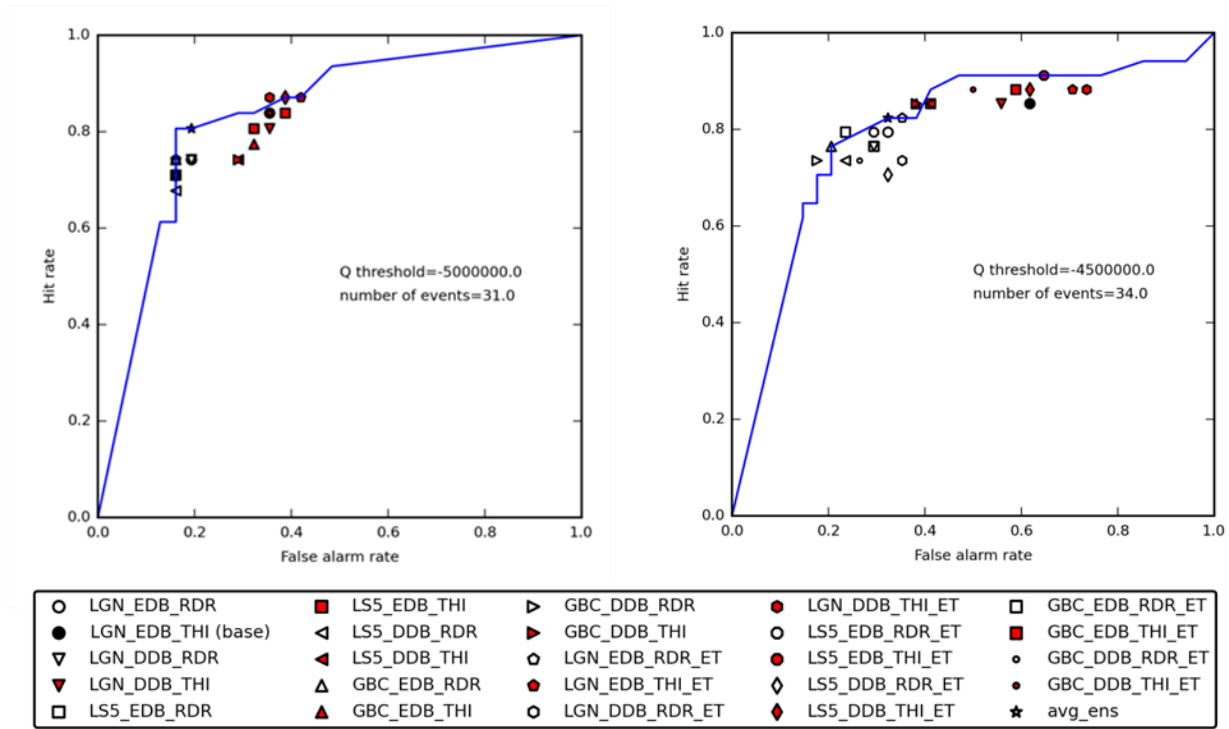 1.0
0.8
0.6
0.4
0.2
0.0
Hit rate
0.0 0.2 0.4 0.6 0.8 1.0
False alarm rate
Q threshold=-5000000.0
number of events=31.0
1.0
0.8
0.6
0.4
0.2
0.0
Hit rate
0.0 0.2 0.4 0.6 0.8 1.0
False alarm rate
Q threshold=-4500000.0
number of events=34.0
LGN_EDB_RDR LS5_EDB_THI GBC_DDB_RDR LGN_DDB_THI_ET GBC_EDB_RDR_ET
LGN_EDB_THI (base) LS5_DDB_RDR GBC_DDB_THI LS5_EDB_RDR_ET GBC_EDB_THI_ET
LGN_DDB_RDR LS5_DDB_THI LGN_EDB_RDR_ET LS5_EDB_THI_ET GBC_DDB_RDR_ET
LGN_DDB_THI GBC_EDB_RDR LGN_EDB_THI_ET LS5_DDB_RDR_ET GBC_DDB_THI_ET
LS5_EDB_RDR GBC_EDB_THI LGN_DDB_RDR_ET LS5_DDB_THI_ET avg_ens